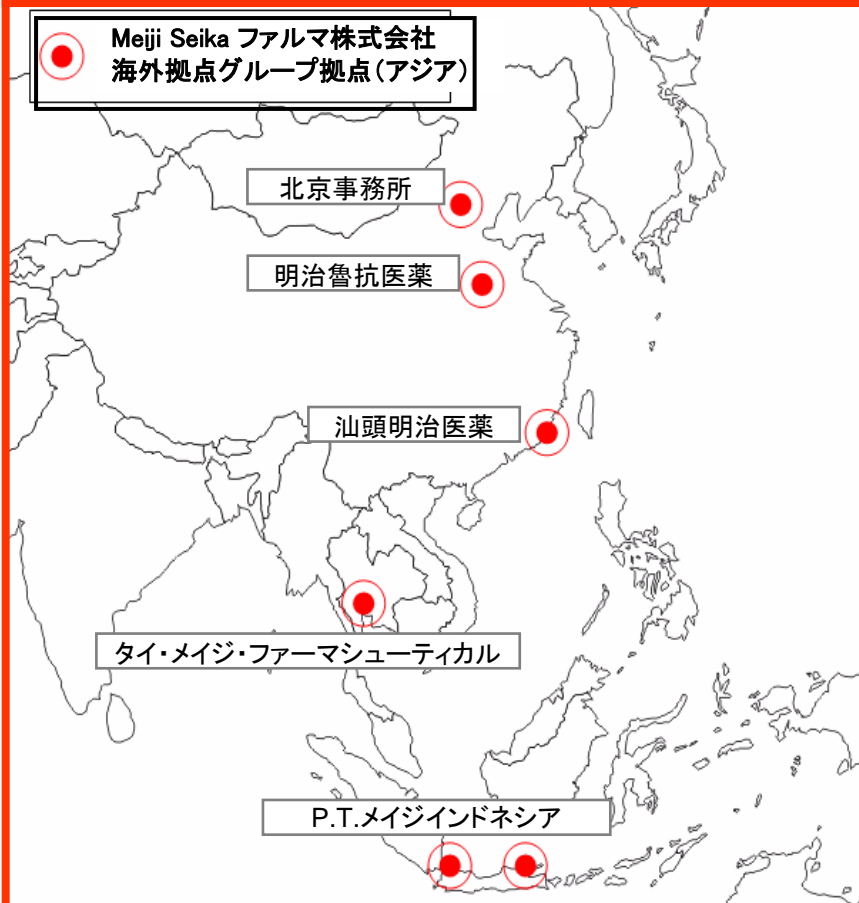 Meiji Seika ファルマ株式会社
海外拠点グループ拠点（アジア）
北京事務所
明治魯抗医薬
汕頭明治医薬
タイ・メイジ・ファーマシューティカル
P.T.メイジインドネシア